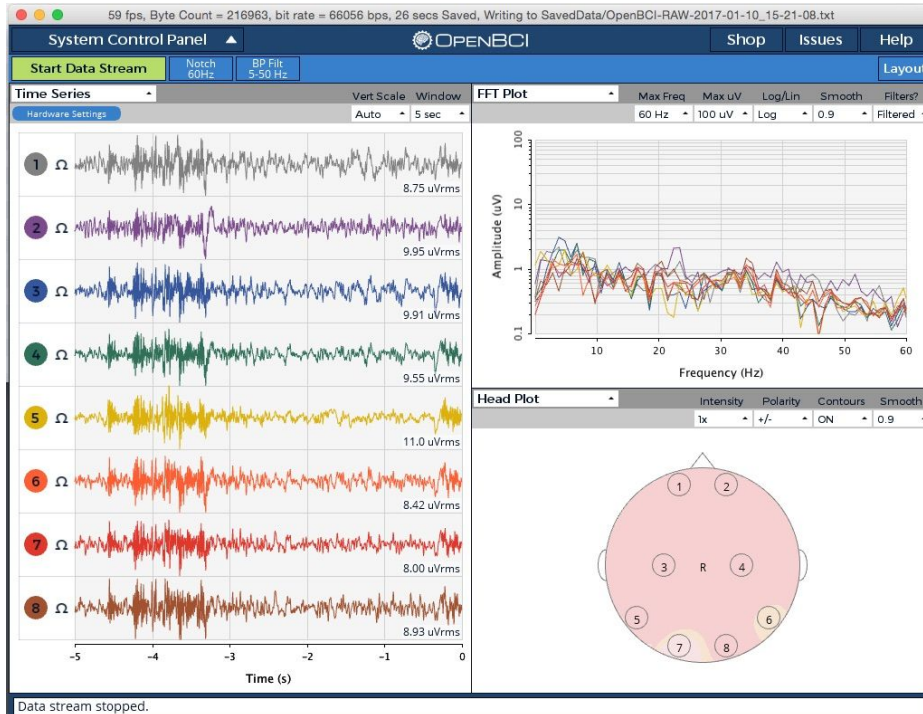 59 fps, Byte Count = 216963, bit rate = 66056 bps, 26 secs Saved, Writing to SavedData/OpenBCI-RAW-2017-01-10_15-21-08.txt
System Control Panel OPENBCI Shop Issues Help
Start Data Stream Notch 60Hz BP Filt 5-50 Hz Layout
Time Series Vert Scale Window
Hardware Settings Auto 5 sec
1 Ω 8.75 uVrms
2 Ω 9.95 uVrms
3 Ω 9.91 uVrms
4 Ω 9.55 uVrms
5 Ω 11.0 uVrms
6 Ω 8.42 uVrms
7 Ω 8.00 uVrms
8 Ω 8.93 uVrms
-5 -4 -3 -2 -1 0
Time (s)
FFT Plot Max Freq Max uV Log/Lin Smooth Filters?
60 Hz 100 uV Log 0.9 Filtered
100
10
1
0.1
Amplitude (uV)
10 20 30 40 50 60
Frequency (Hz)
Head Plot Intensity Polarity Contours Smooth
1x +/- ON 0.9
1 2
3 R 4
5 6
7 8
Data stream stopped.